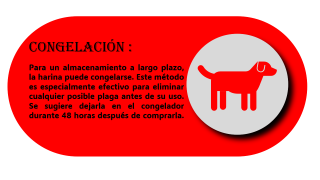 CONGELACIÓN :
Para un almacenamiento a largo plazo,
la harina puede congelarse. Este método
es especialmente efectivo para eliminar
cualquier posible plaga antes de su uso.
Se sugiere dejarla en el congelador
durante 48 horas después de comprarla.